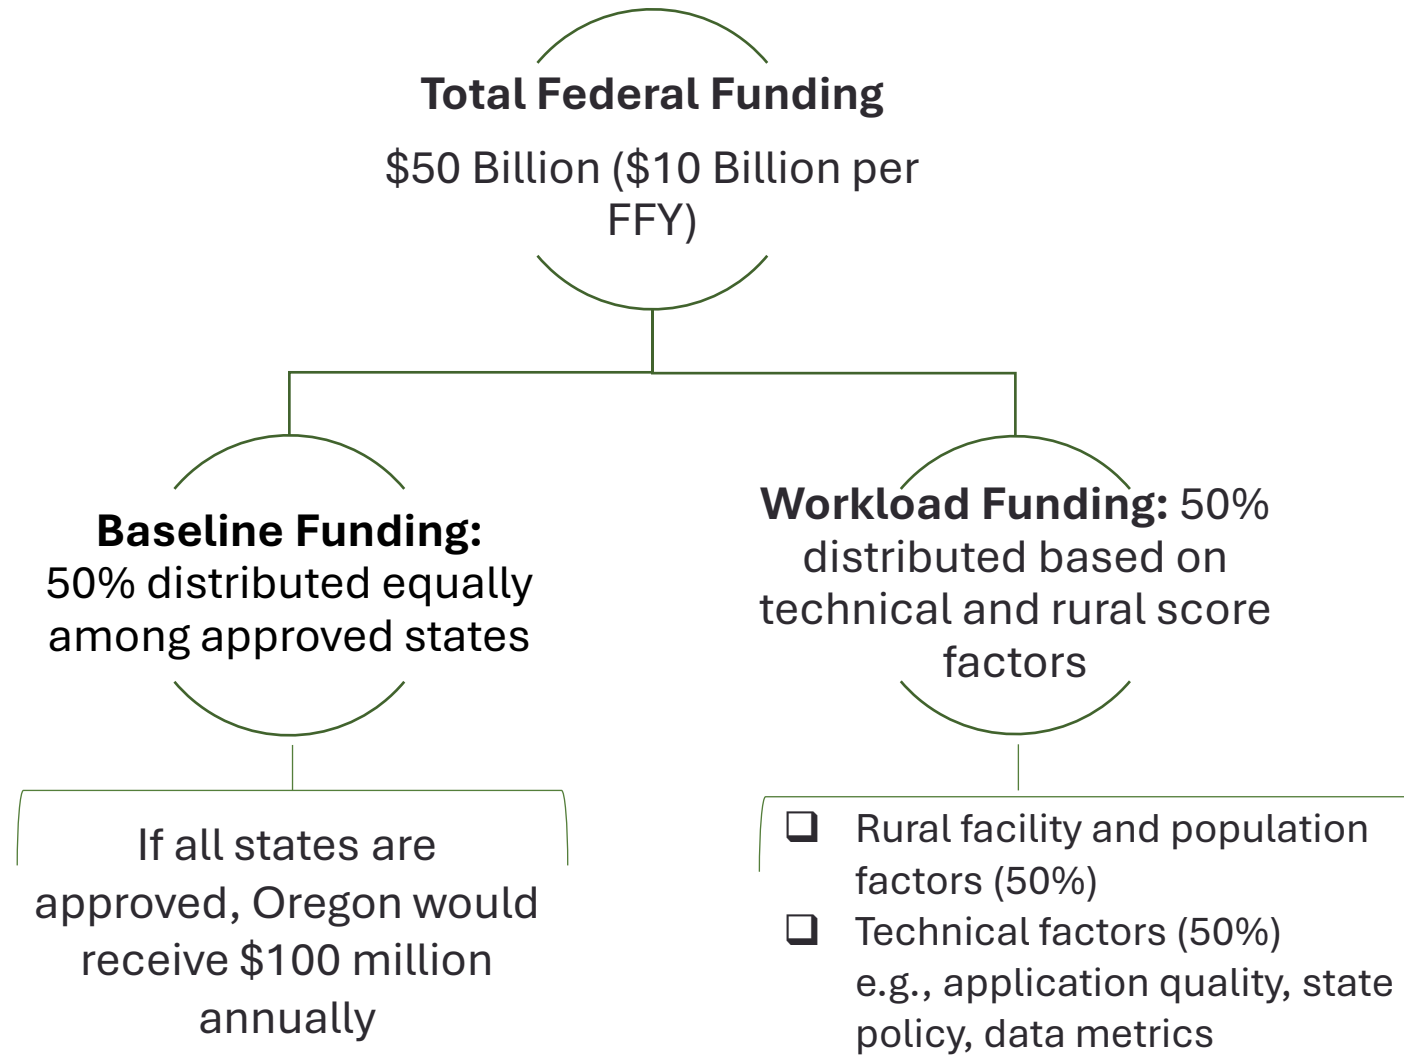 Total Federal Funding
$50 Billion ($10 Billion per
FFY)
Baseline Funding:
50% distributed equally
among approved states
Workload Funding: 50%
distributed based on
technical and rural score
factors
If all states are
approved, Oregon would
receive $100 million
annually
❑ Rural facility and population
factors (50%)
❑ Technical factors (50%)
e.g., application quality, state
policy, data metrics